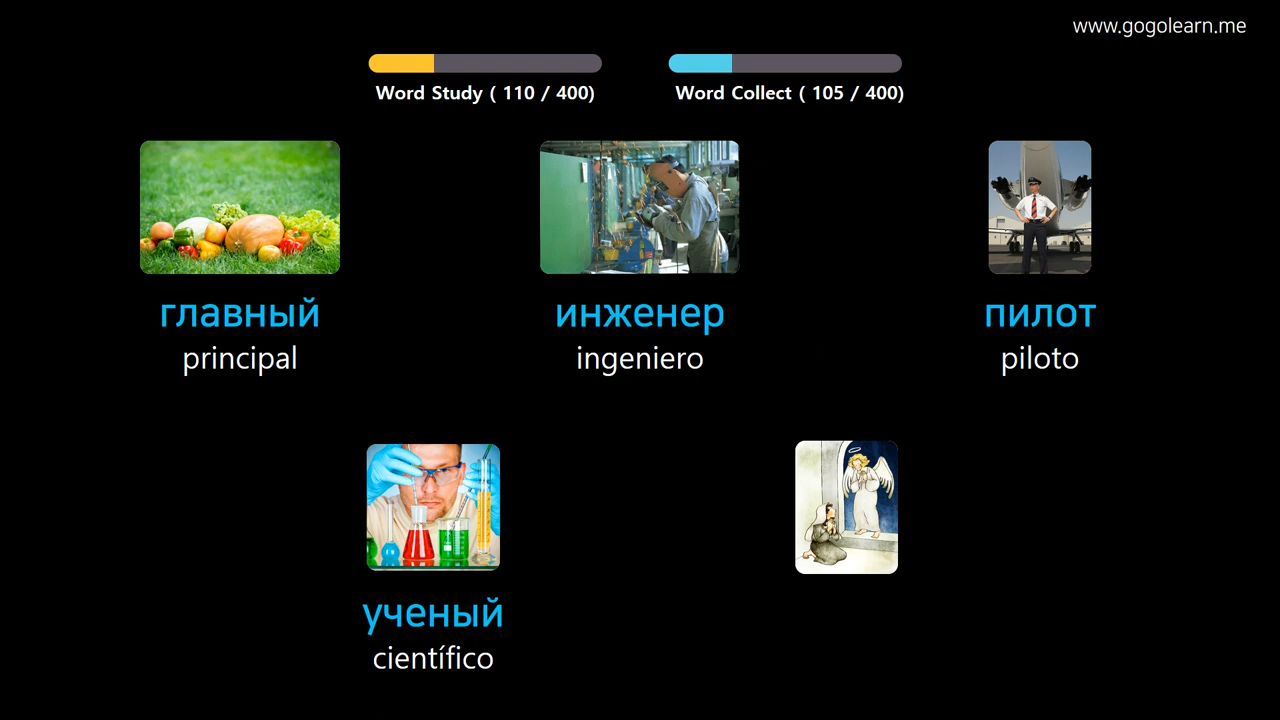 www.gogolearn.me
Word Study ( 110 / 400)
Word Collect ( 105 / 400)
главный
principal
инженер
ingeniero
пилот
piloto
ученый
científico